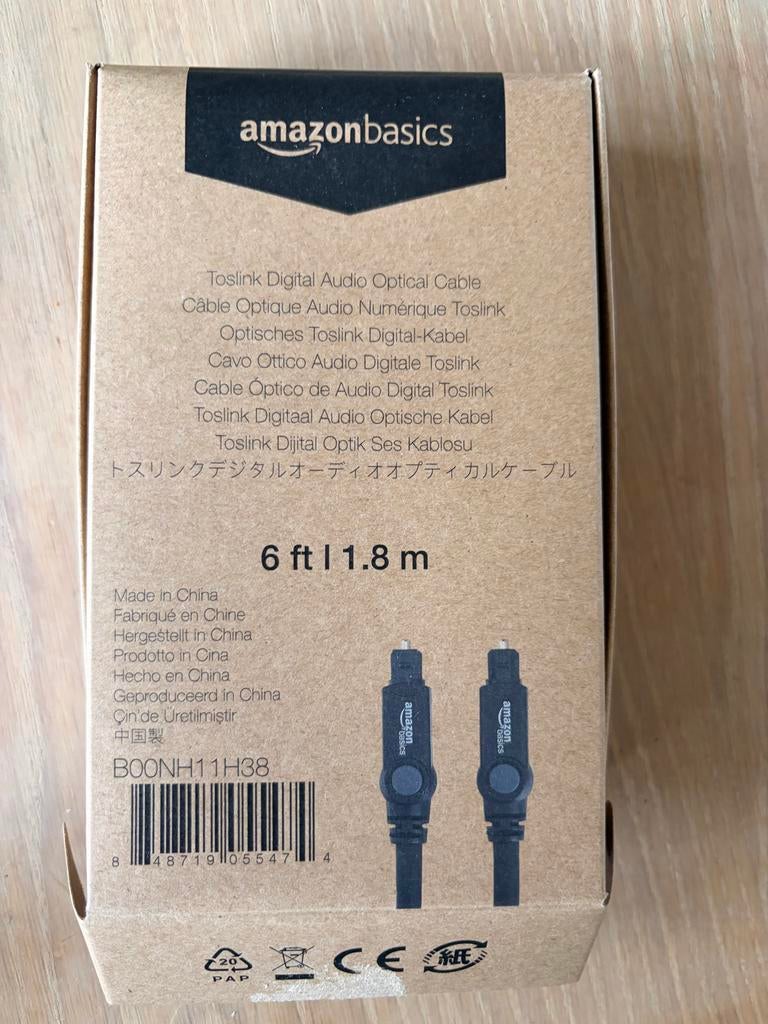 amazonbasics
Toslink Digital Audio Optical Cable
Câble Optique Audio Numérique Toslink
Optisches Toslink Digital-Kabel
Cavo Ottico Audio Digitale Toslink
Cable Óptico de Audio Digital Toslink
Toslink Digitaal Audio Optische Kabel
Toslink Dijital Optik Ses Kablosu
トスリンクデジタルオーディオオプティカルケーブル
6 ft | 1.8 m
Made in China
Fabriqué en Chine
Hergestellt in China
Prodotto in Cina
Hecho en China
Geproduceerd in China
Çin'de Üretilmiştir
中国製
B00NH11H38
8 48719 05547 4
amazon
basics
amazon
basics
20
PAP
CE
紙